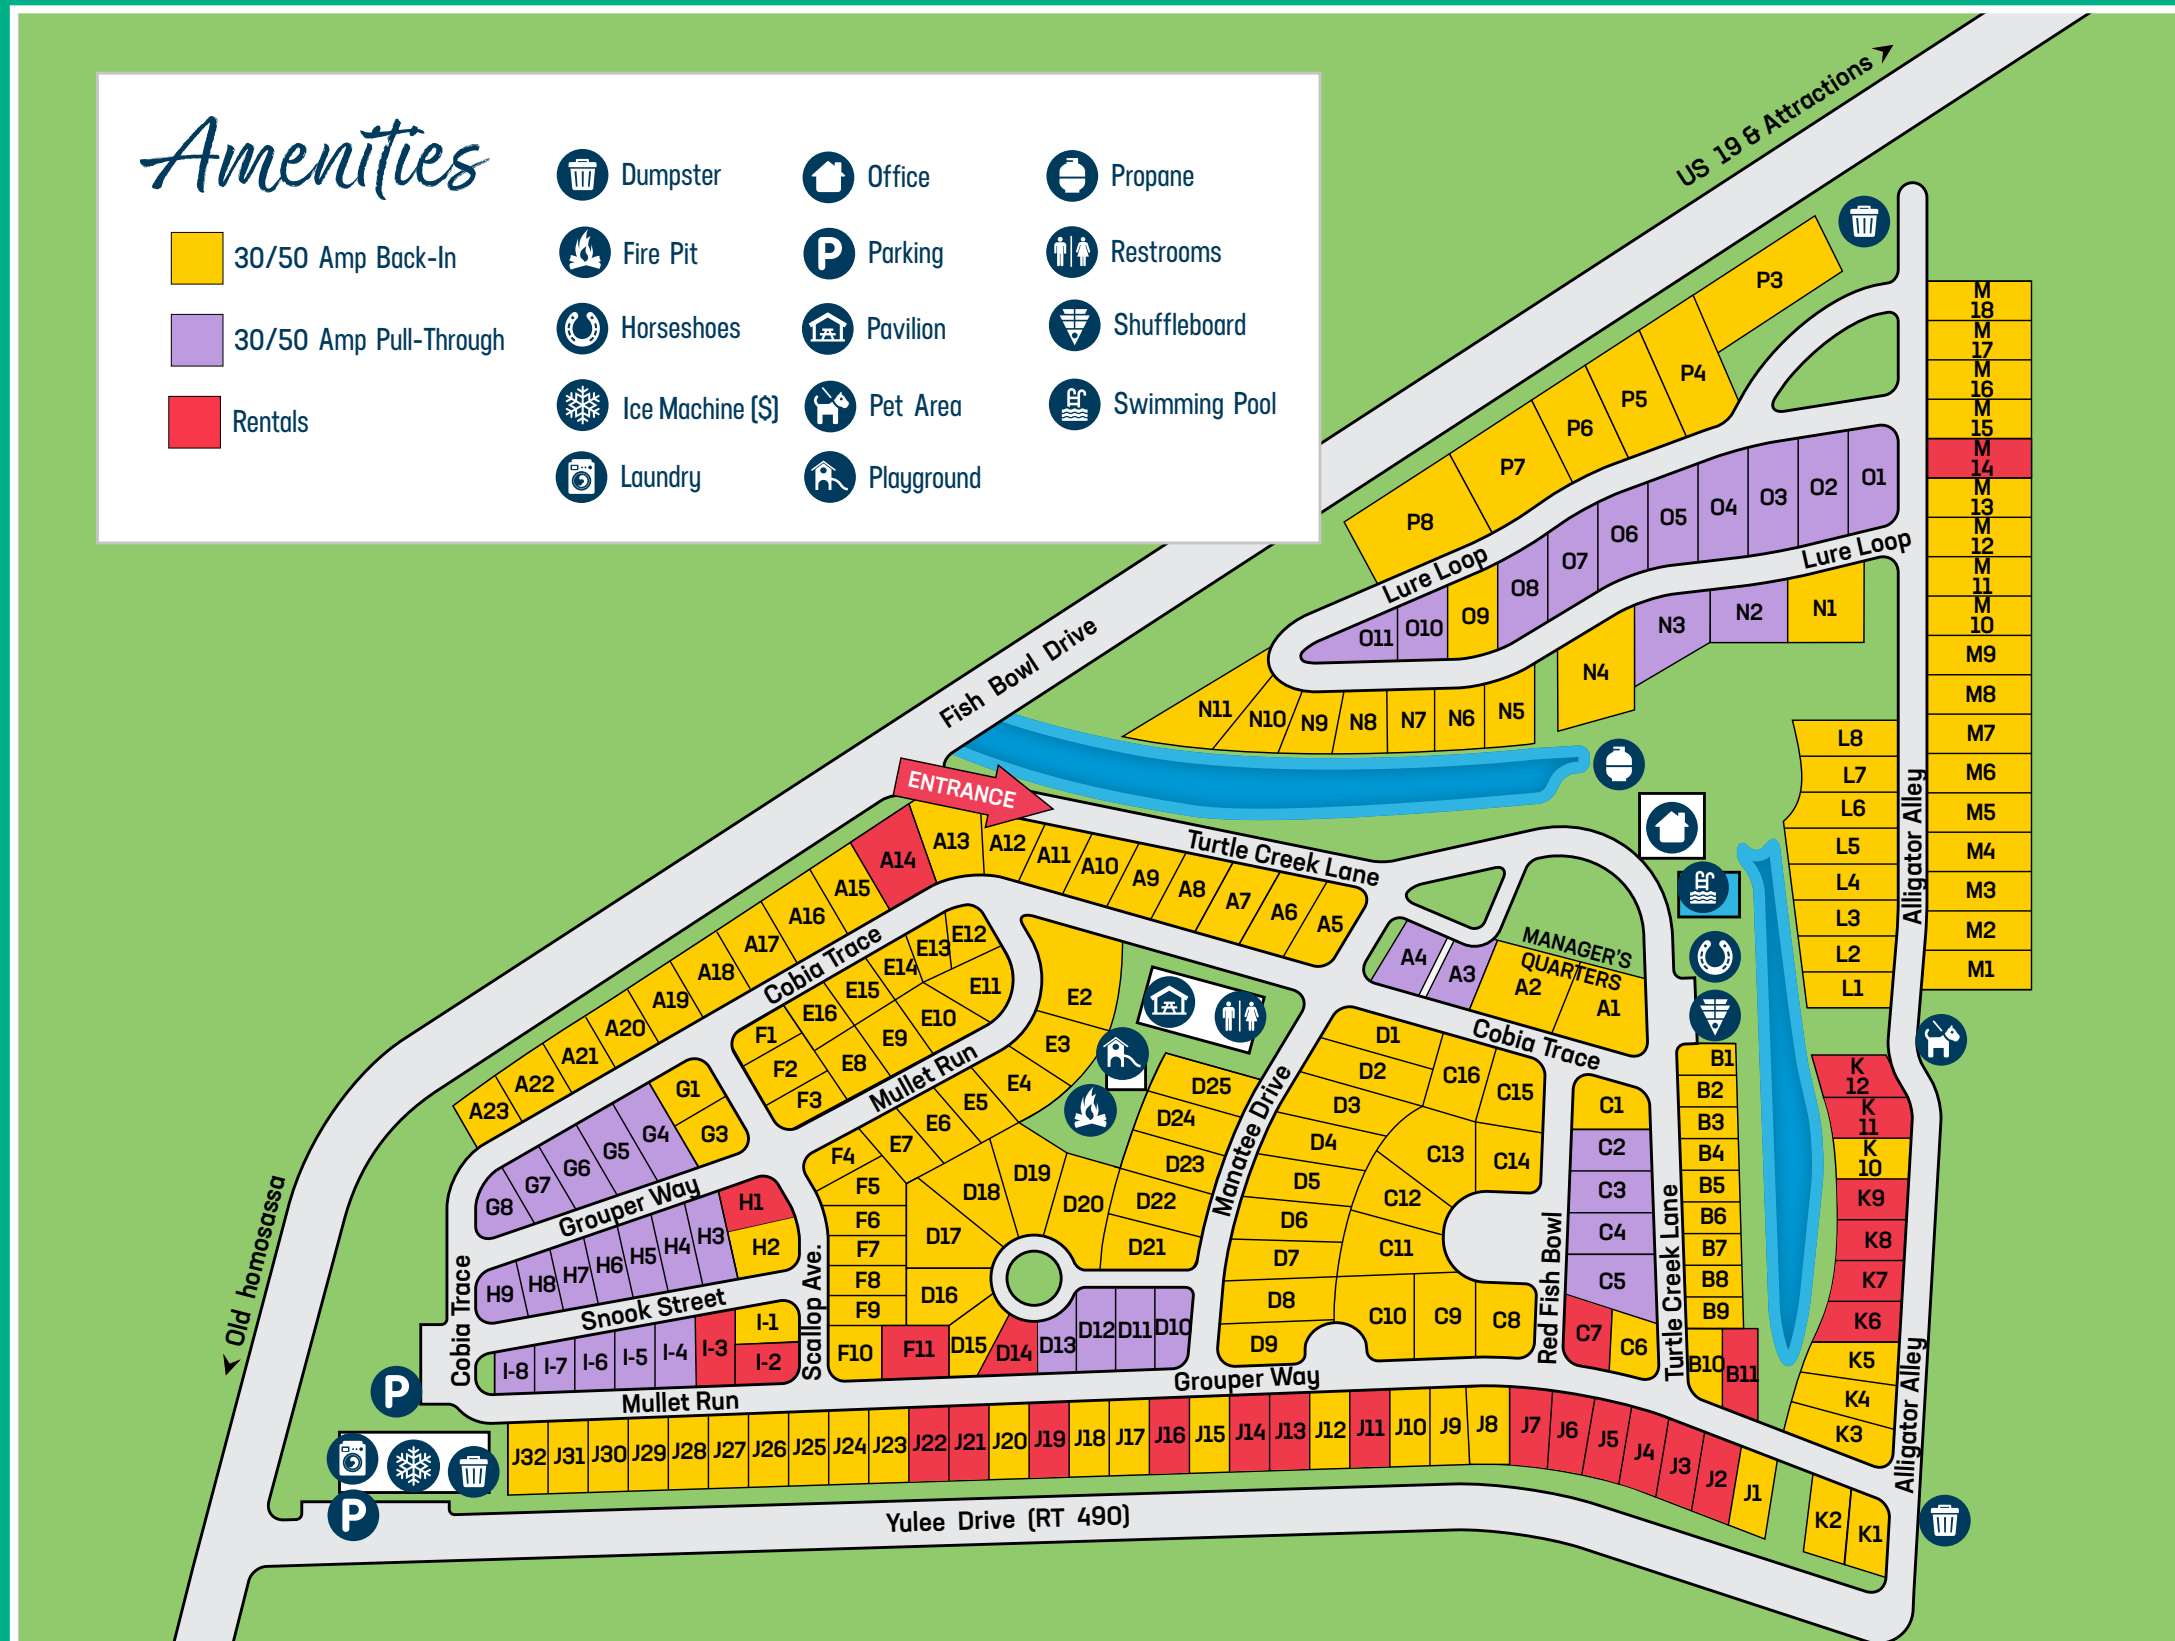 Amenities
30/50 Amp Back-In
30/50 Amp Pull-Through
Rentals
Dumpster
Fire Pit
Horseshoes
Ice Machine ($)
Laundry
Office
P Parking
Pavilion
Pet Area
Playground
Propane
Restrooms
Shuffleboard
Swimming Pool
US 19 & Attractions
Fish Bowl Drive
Old homosassa
ENTRANCE
Turtle Creek Lane
Lure Loop
Lure Loop
Alligator Alley
Alligator Alley
MANAGER'S
QUARTERS
Cobia Trace
Cobia Trace
Cobia Trace
Mullet Run
Mullet Run
Manatee Drive
Grouper Way
Grouper Way
Snook Street
Scallop Ave.
Red Fish Bowl
Turtle Creek Lane
Yulee Drive (RT 490)
P
P
P3
P4
P5
P6
P7
P8
O1
O2
O3
O4
O5
O6
O7
O8
O9
O10
O11
N1
N2
N3
N4
N5
N6
N7
N8
N9
N10
N11
M
18
M
17
M
16
M
15
M
14
M
13
M
12
M
11
M
10
M9
M8
M7
M6
M5
M4
M3
M2
M1
L8
L7
L6
L5
L4
L3
L2
L1
K
12
K
11
K
10
K9
K8
K7
K6
K5
K4
K3
K2
K1
A1
A2
A3
A4
A5
A6
A7
A8
A9
A10
A11
A12
A13
A14
A15
A16
A17
A18
A19
A20
A21
A22
A23
B1
B2
B3
B4
B5
B6
B7
B8
B9
B10
B11
C1
C2
C3
C4
C5
C6
C7
C8
C9
C10
C11
C12
C13
C14
C15
C16
D1
D2
D3
D4
D5
D6
D7
D8
D9
D10
D11
D12
D13
D14
D15
D16
D17
D18
D19
D20
D21
D22
D23
D24
D25
E2
E3
E4
E5
E6
E7
E8
E9
E10
E11
E12
E13
E14
E15
E16
F1
F2
F3
F4
F5
F6
F7
F8
F9
F10
F11
G1
G3
G4
G5
G6
G7
G8
H1
H2
H3
H4
H5
H6
H7
H8
H9
I-1
I-2
I-3
I-4
I-5
I-6
I-7
I-8
J32
J31
J30
J29
J28
J27
J26
J25
J24
J23
J22
J21
J20
J19
J18
J17
J16
J15
J14
J13
J12
J11
J10
J9
J8
J7
J6
J5
J4
J3
J2
J1